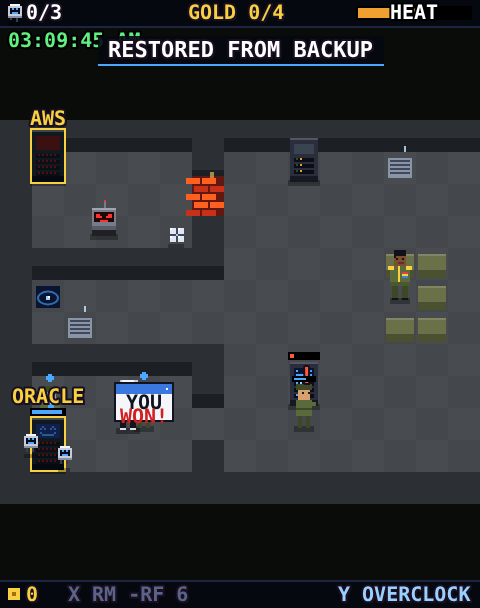 0/3 GOLD 0/4 HEAT
03:09:45
RESTORED FROM BACKUP
AWS
ORACLE
YOU
WON!
0 X RM -RF 6 Y OVERCLOCK